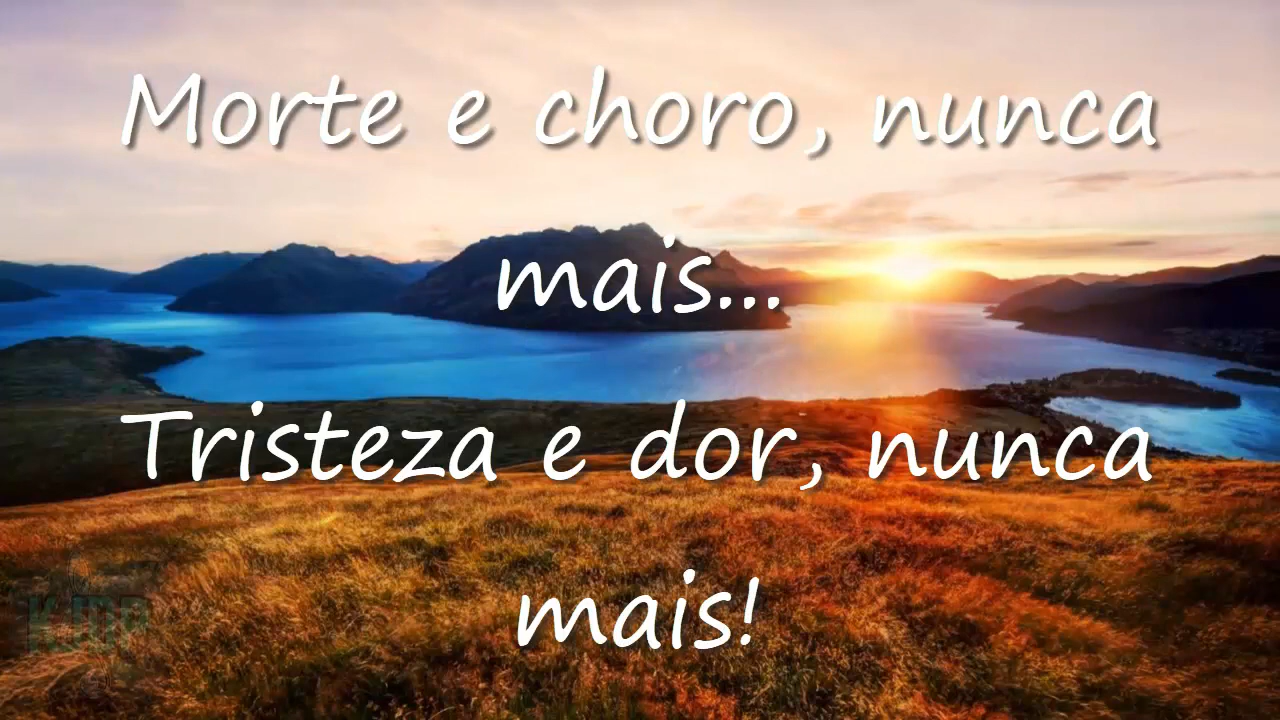 Morte e choro, nunca
mais...
Tristeza e dor, nunca
mais!